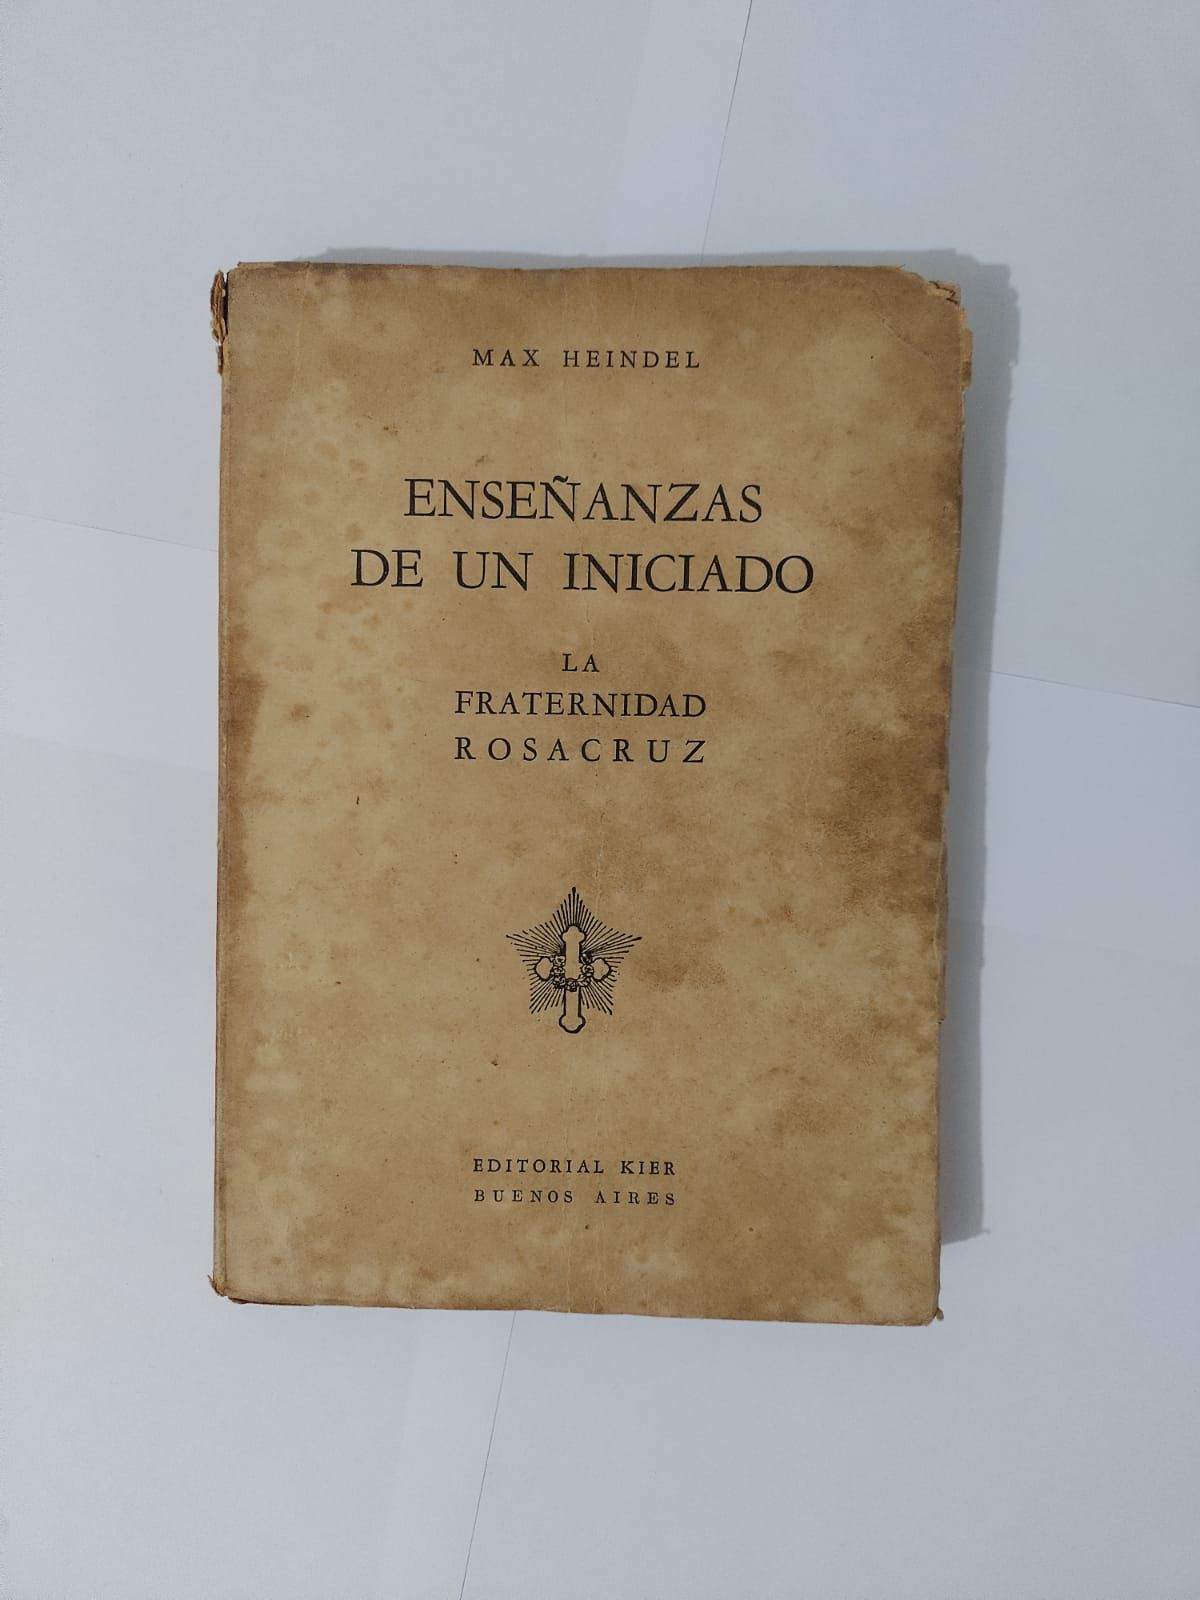 MAX HEINDEL
ENSEÑANZAS
DE UN INICIADO
LA
FRATERNIDAD
ROSACRUZ
EDITORIAL KIER
BUENOS AIRES